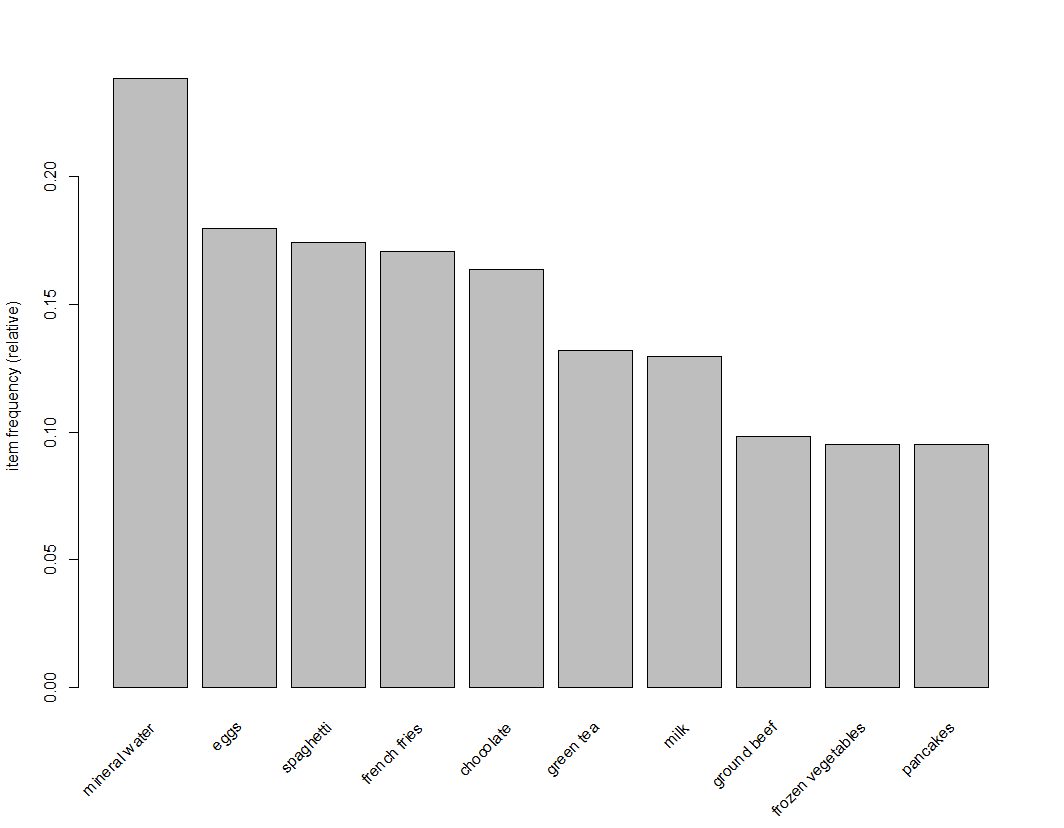 item frequency (relative)
0.20
0.15
0.10
0.05
0.00
mineral water
eggs
spaghetti
french fries
chocolate
green tea
milk
ground beef
frozen vegetables
pancakes